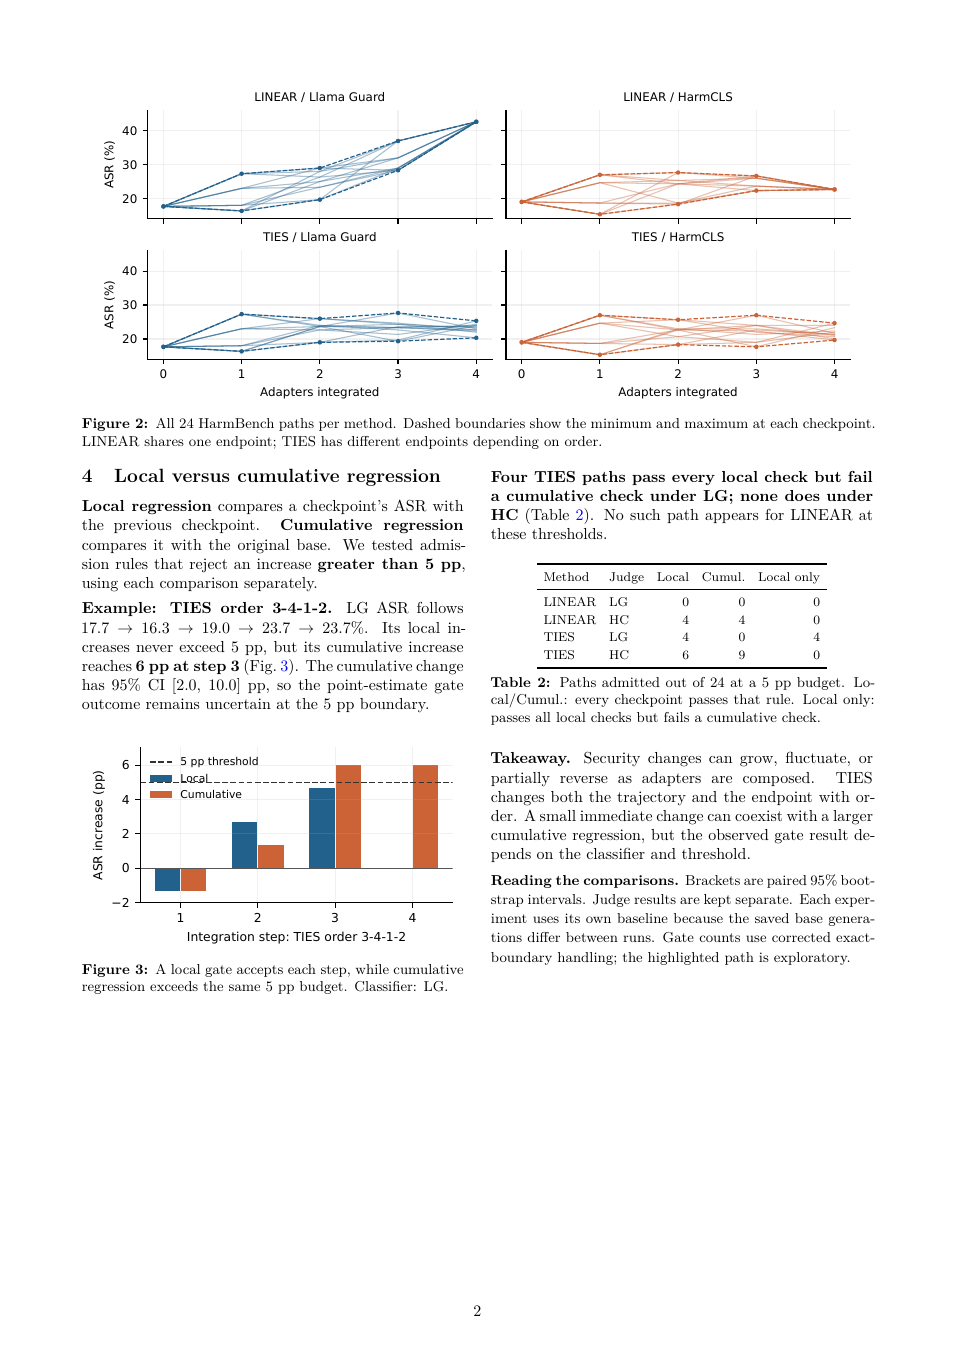 LINEAR / Llama Guard
LINEAR / HarmCLS
40
30
20
ASR (%)
TIES / Llama Guard
TIES / HarmCLS
40
30
20
ASR (%)
0 1 2 3 4
0 1 2 3 4
Adapters integrated
Adapters integrated
Figure 2: All 24 HarmBench paths per method. Dashed boundaries show the minimum and maximum at each checkpoint.
LINEAR shares one endpoint; TIES has different endpoints depending on order.
4 Local versus cumulative regression
Local regression compares a checkpoint's ASR with
the previous checkpoint. Cumulative regression
compares it with the original base. We tested admis-
sion rules that reject an increase greater than 5 pp,
using each comparison separately.
Example: TIES order 3-4-1-2. LG ASR follows
17.7 → 16.3 → 19.0 → 23.7 → 23.7%. Its local in-
creases never exceed 5 pp, but its cumulative increase
reaches 6 pp at step 3 (Fig. 3). The cumulative change
has 95% CI [2.0, 10.0] pp, so the point-estimate gate
outcome remains uncertain at the 5 pp boundary.
5 pp threshold
Local
Cumulative
6
4
2
0
−2
ASR increase (pp)
1 2 3 4
Integration step: TIES order 3-4-1-2
Figure 3: A local gate accepts each step, while cumulative
regression exceeds the same 5 pp budget. Classifier: LG.
Four TIES paths pass every local check but fail
a cumulative check under LG; none does under
HC (Table 2). No such path appears for LINEAR at
these thresholds.
Method Judge Local Cumul. Local only
LINEAR LG 0 0 0
LINEAR HC 4 4 0
TIES LG 4 0 4
TIES HC 6 9 0
Table 2: Paths admitted out of 24 at a 5 pp budget. Lo-
cal/Cumul.: every checkpoint passes that rule. Local only:
passes all local checks but fails a cumulative check.
Takeaway. Security changes can grow, fluctuate, or
partially reverse as adapters are composed. TIES
changes both the trajectory and the endpoint with or-
der. A small immediate change can coexist with a larger
cumulative regression, but the observed gate result de-
pends on the classifier and threshold.
Reading the comparisons. Brackets are paired 95% boot-
strap intervals. Judge results are kept separate. Each exper-
iment uses its own baseline because the saved base genera-
tions differ between runs. Gate counts use corrected exact-
boundary handling; the highlighted path is exploratory.
2